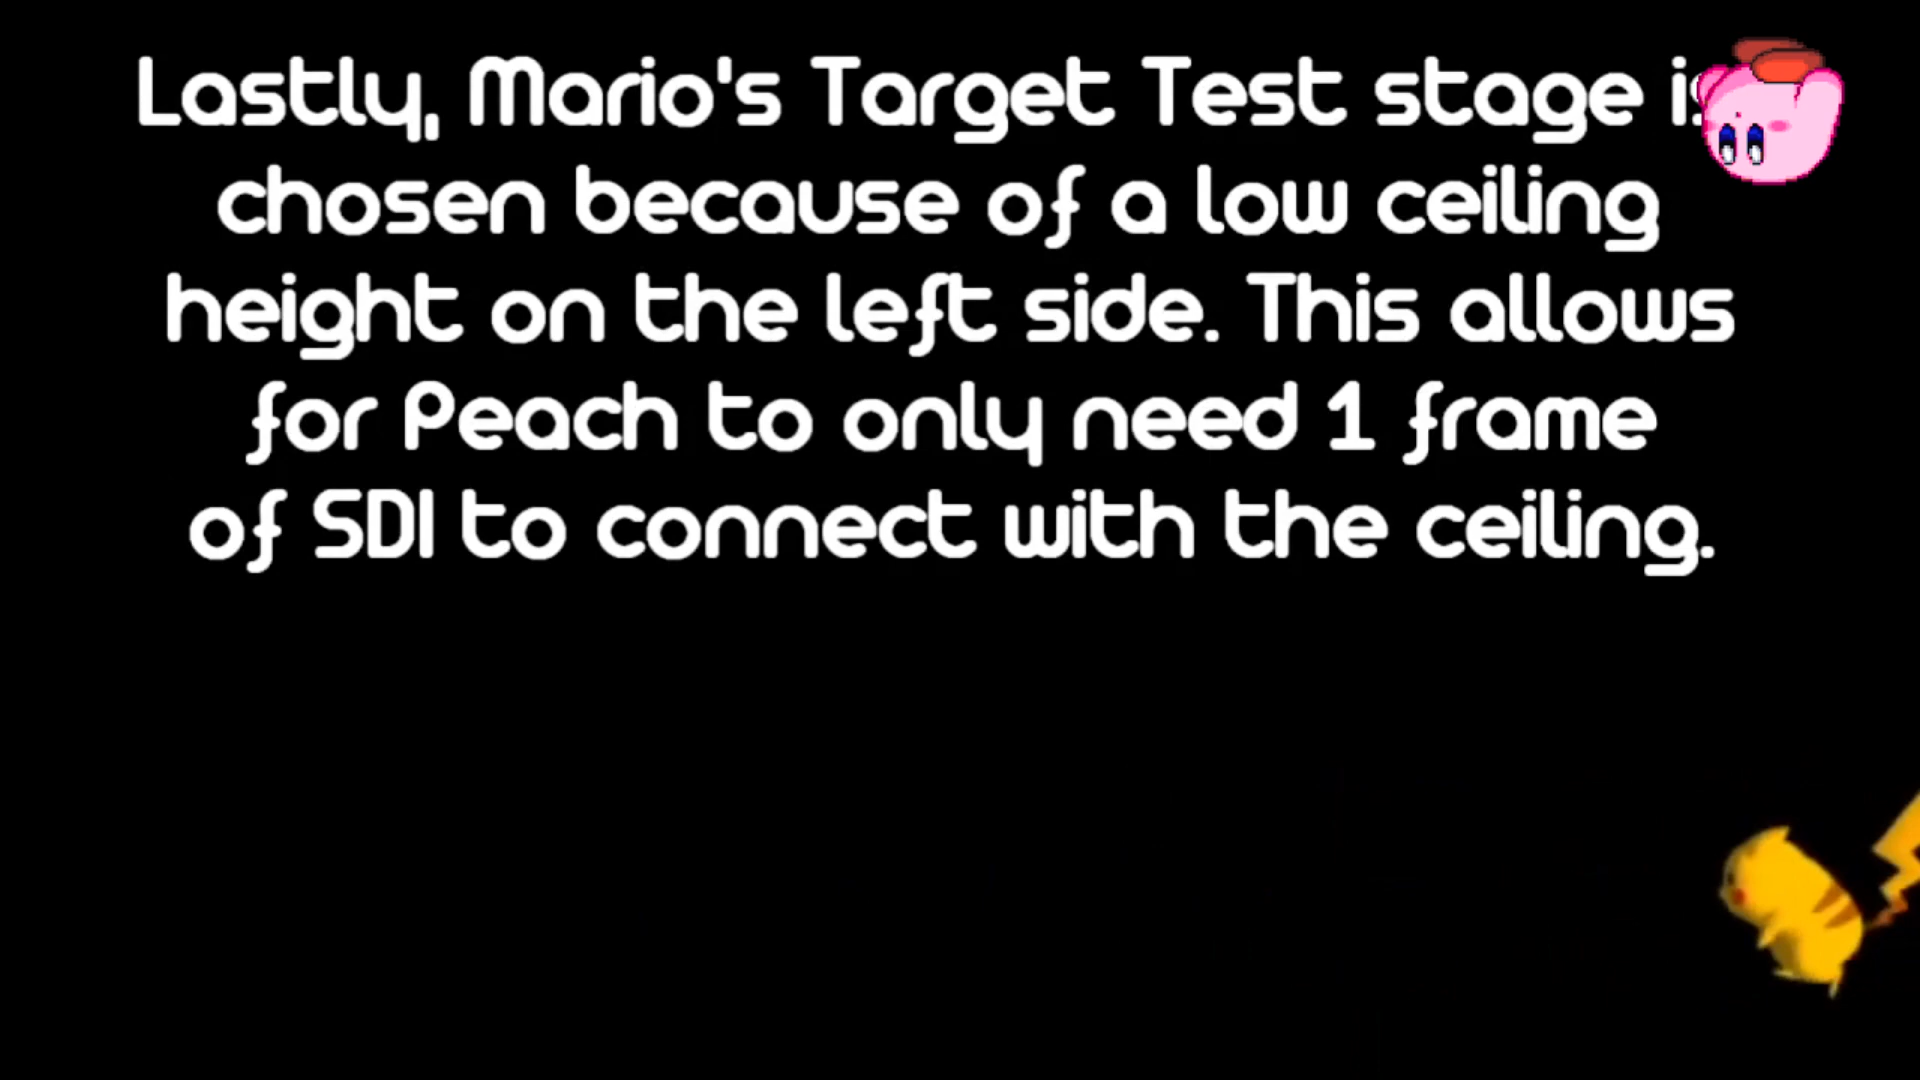 Lastly, Mario's Target Test stage is
chosen because of a low ceiling
height on the left side. This allows
for Peach to only need 1 frame
of SDI to connect with the ceiling.